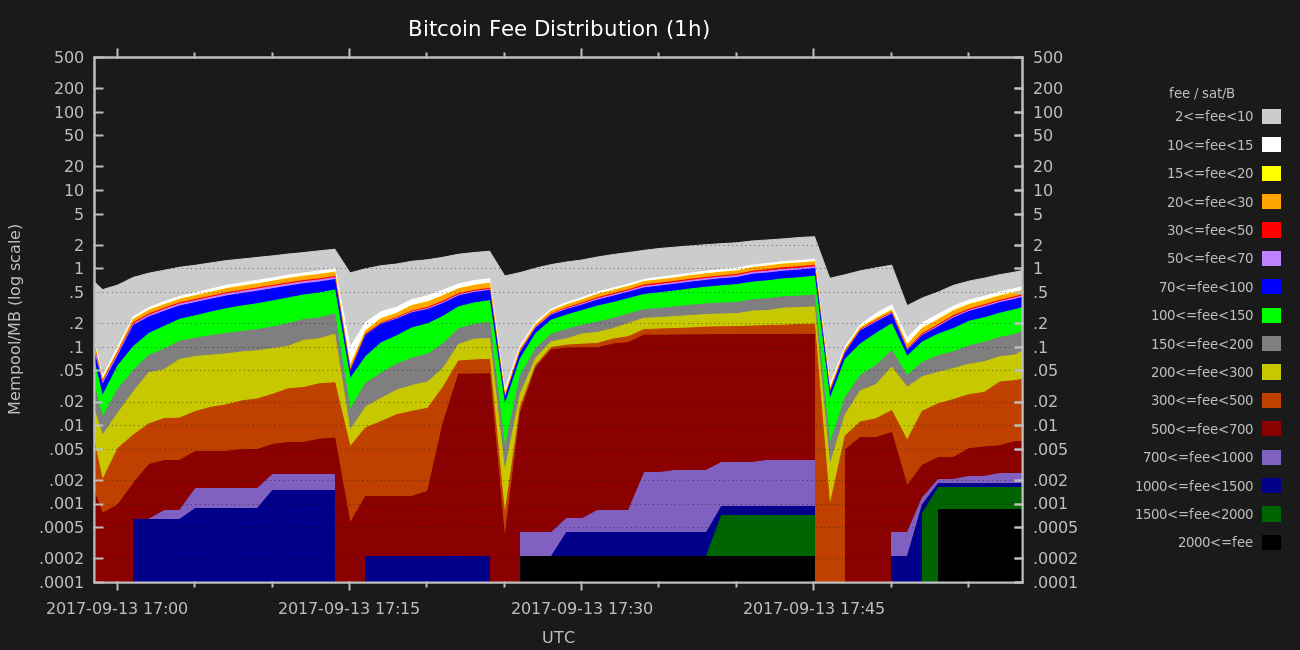 Bitcoin Fee Distribution (1h)
Mempool/MB (log scale)
500
200
100
50
20
10
5
2
1
.5
.2
.1
.05
.02
.01
.005
.002
.001
.0005
.0002
.0001
500
200
100
50
20
10
5
2
1
.5
.2
.1
.05
.02
.01
.005
.002
.001
.0005
.0002
.0001
2017-09-13 17:00 2017-09-13 17:15 2017-09-13 17:30 2017-09-13 17:45
UTC
fee / sat/B
2<=fee<10
10<=fee<15
15<=fee<20
20<=fee<30
30<=fee<50
50<=fee<70
70<=fee<100
100<=fee<150
150<=fee<200
200<=fee<300
300<=fee<500
500<=fee<700
700<=fee<1000
1000<=fee<1500
1500<=fee<2000
2000<=fee